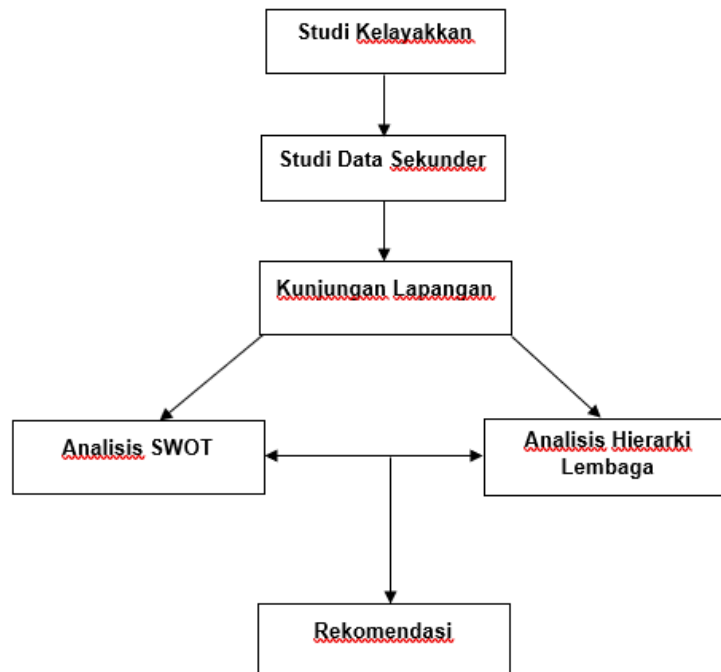 Studi Kelayakkan
Studi Data Sekunder
Kunjungan Lapangan
Analisis SWOT
Analisis Hierarki
Lembaga
Rekomendasi